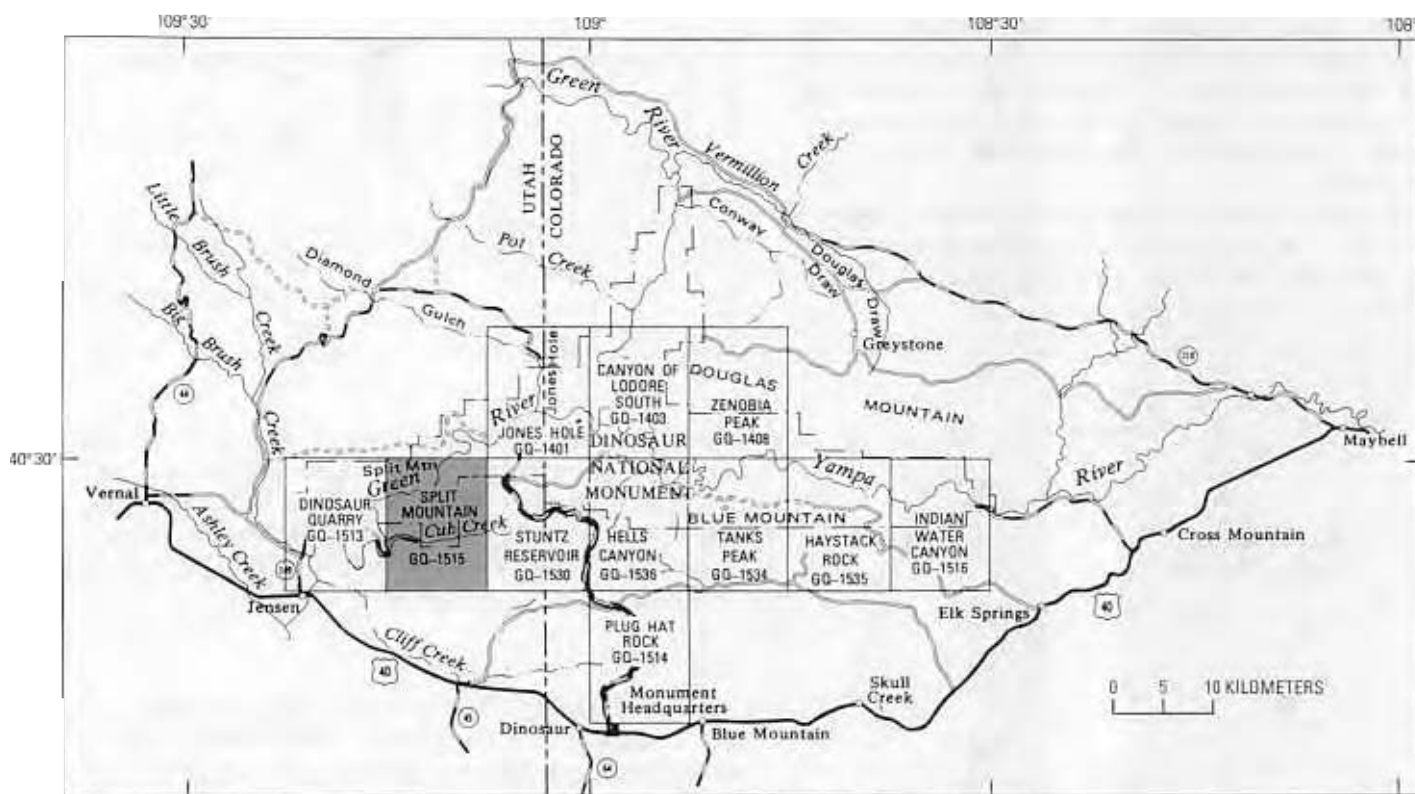 109°30'
109°
108°30'
108°
Green
River
Vermillion
Creek
UTAH
COLORADO
Little
Brush
Creek
Conway
Draw
Pot
Creek
Diamond
Gulch
Douglas
Draw
Big
Brush
Creek
Greystone
Jones Hole
CANYON OF
LODORE
SOUTH
GQ-1403
DOUGLAS
MOUNTAIN
ZENOBIA
PEAK
GQ-1408
44
River
JONES HOLE
GQ-1401
DINOSAUR
NATIONAL
MONUMENT
Maybell
40°30'
Split Mtn
Green
Yampa
River
Vernal
Ashley Creek
DINOSAUR
QUARRY
GQ-1513
SPLIT
MOUNTAIN
GQ-1515
Cub Creek
BLUE MOUNTAIN
STUNTZ
RESERVOIR
GQ-1530
HELLS
CANYON
GQ-1536
TANKS
PEAK
GQ-1534
HAYSTACK
ROCK
GQ-1535
INDIAN
WATER
CANYON
GQ-1516
Cross Mountain
Jensen
Elk Springs
40
PLUG HAT
ROCK
GQ-1514
Cliff Creek
40
Monument
Headquarters
Skull
Creek
0 5 10 KILOMETERS
45
Dinosaur
Blue Mountain
64